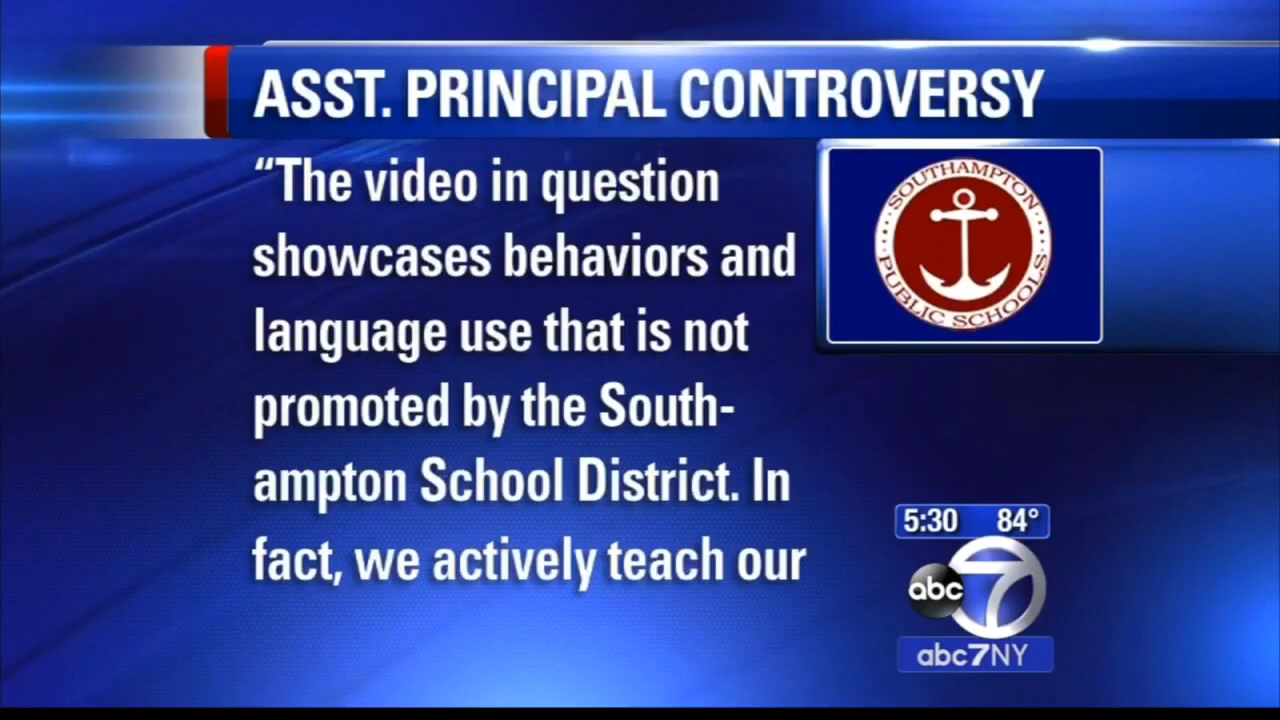 ASST. PRINCIPAL CONTROVERSY
“The video in question
showcases behaviors and
language use that is not
promoted by the South-
ampton School District. In
fact, we actively teach our
SOUTHAMPTON
PUBLIC SCHOOLS
5:30 84°
abc 7
abc7NY